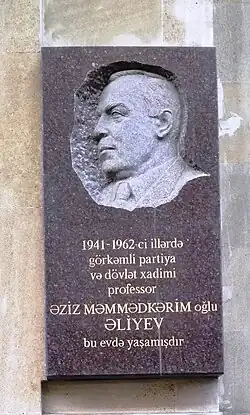 1941-1962-ci illərdə
görkəmli partiya
və dövlət xadimi
professor
ƏZİZ MƏMMƏDKƏRİM oğlu
ƏLİYEV
bu evdə yaşamışdır